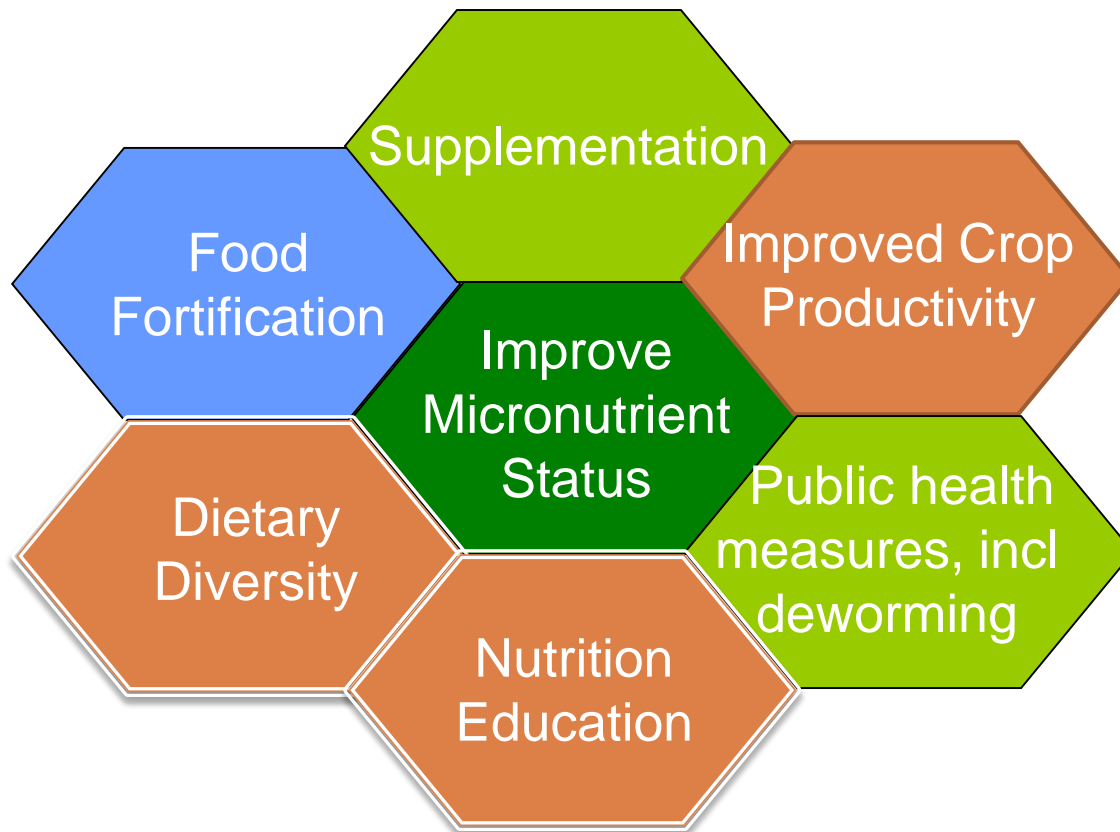 Supplementation
Food
Fortification
Improved Crop
Productivity
Improve
Micronutrient
Status
Dietary
Diversity
Public health
measures, incl
deworming
Nutrition
Education